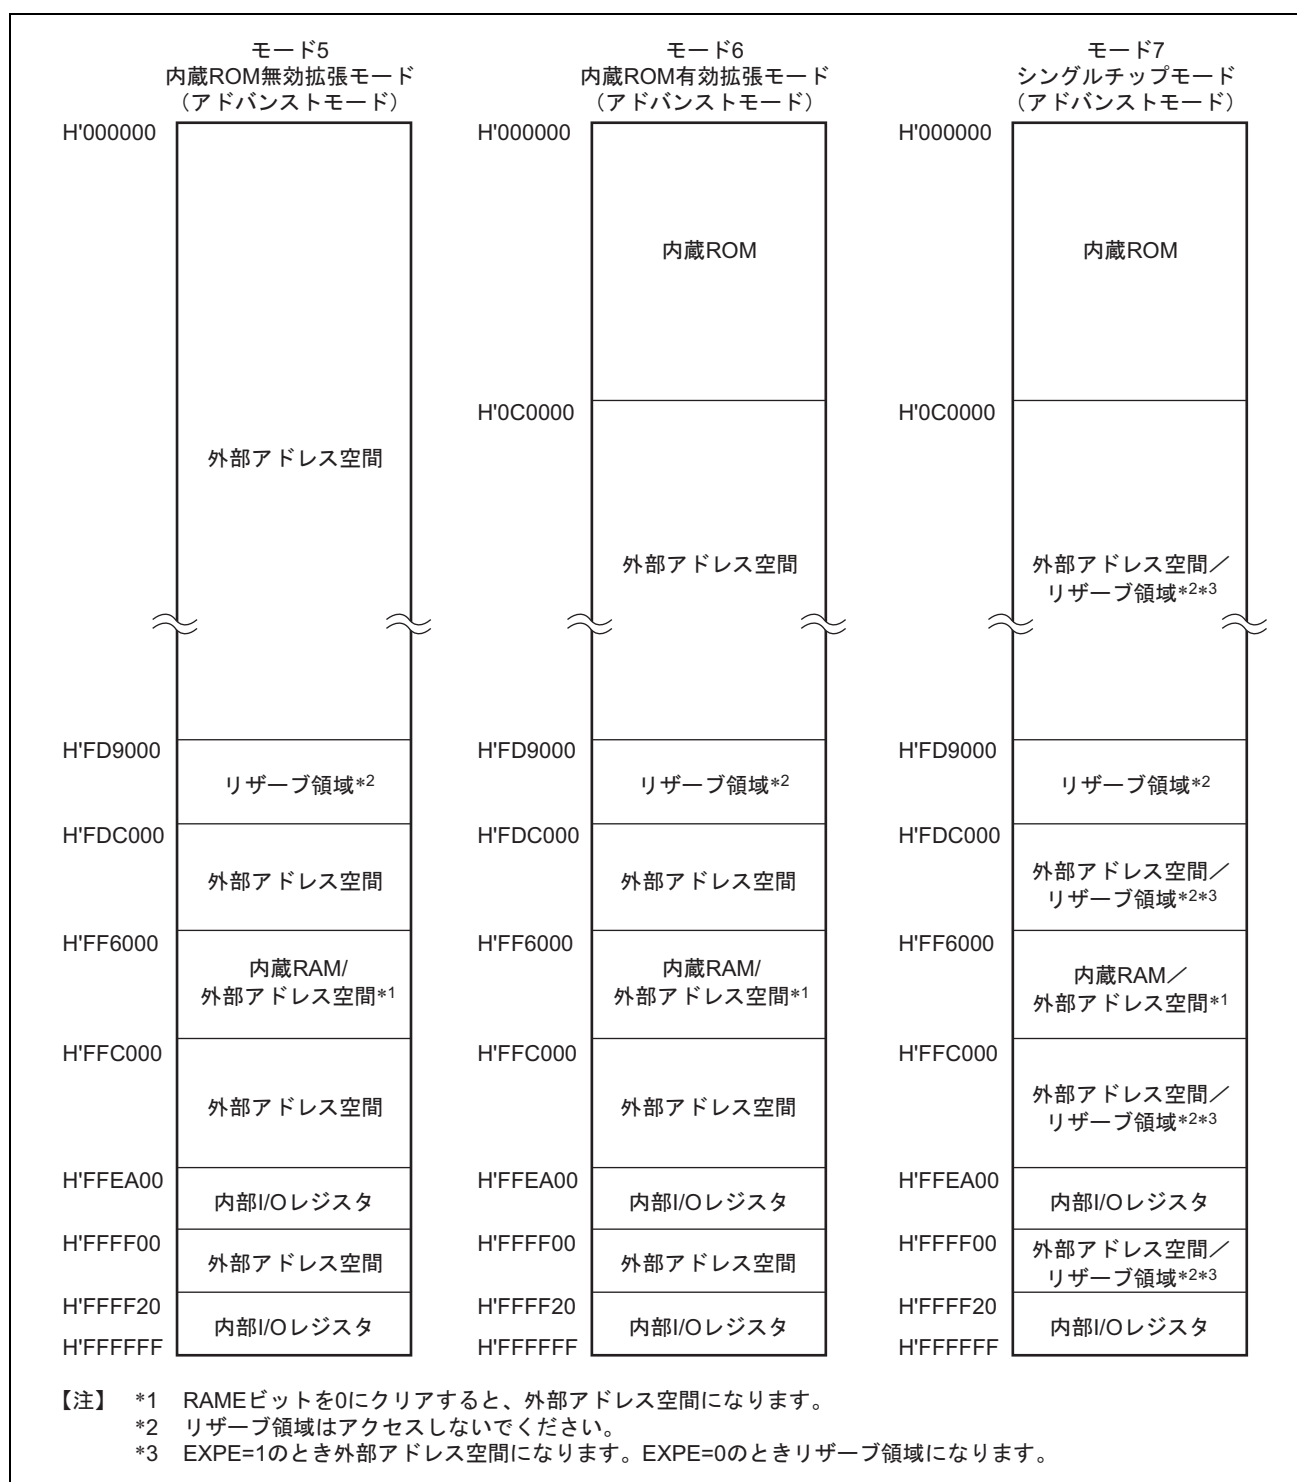 モード5
内蔵ROM無効拡張モード
（アドバンストモード）
H'000000
外部アドレス空間
H'FD9000
リザーブ領域*2
H'FDC000
外部アドレス空間
H'FF6000
内蔵RAM/
外部アドレス空間*1
H'FFC000
外部アドレス空間
H'FFEA00
内部I/Oレジスタ
H'FFFF00
外部アドレス空間
H'FFFF20
内部I/Oレジスタ
H'FFFFFF
モード6
内蔵ROM有効拡張モード
（アドバンストモード）
H'000000
内蔵ROM
H'0C0000
外部アドレス空間
H'FD9000
リザーブ領域*2
H'FDC000
外部アドレス空間
H'FF6000
内蔵RAM/
外部アドレス空間*1
H'FFC000
外部アドレス空間
H'FFEA00
内部I/Oレジスタ
H'FFFF00
外部アドレス空間
H'FFFF20
内部I/Oレジスタ
H'FFFFFF
モード7
シングルチップモード
（アドバンストモード）
H'000000
内蔵ROM
H'0C0000
外部アドレス空間／
リザーブ領域*2*3
H'FD9000
リザーブ領域*2
H'FDC000
外部アドレス空間／
リザーブ領域*2*3
H'FF6000
内蔵RAM／
外部アドレス空間*1
H'FFC000
外部アドレス空間／
リザーブ領域*2*3
H'FFEA00
内部I/Oレジスタ
H'FFFF00
外部アドレス空間／
リザーブ領域*2*3
H'FFFF20
内部I/Oレジスタ
H'FFFFFF
【注】 *1 RAMEビットを0にクリアすると、外部アドレス空間になります。
*2 リザーブ領域はアクセスしないでください。
*3 EXPE=1のとき外部アドレス空間になります。EXPE=0のときリザーブ領域になります。